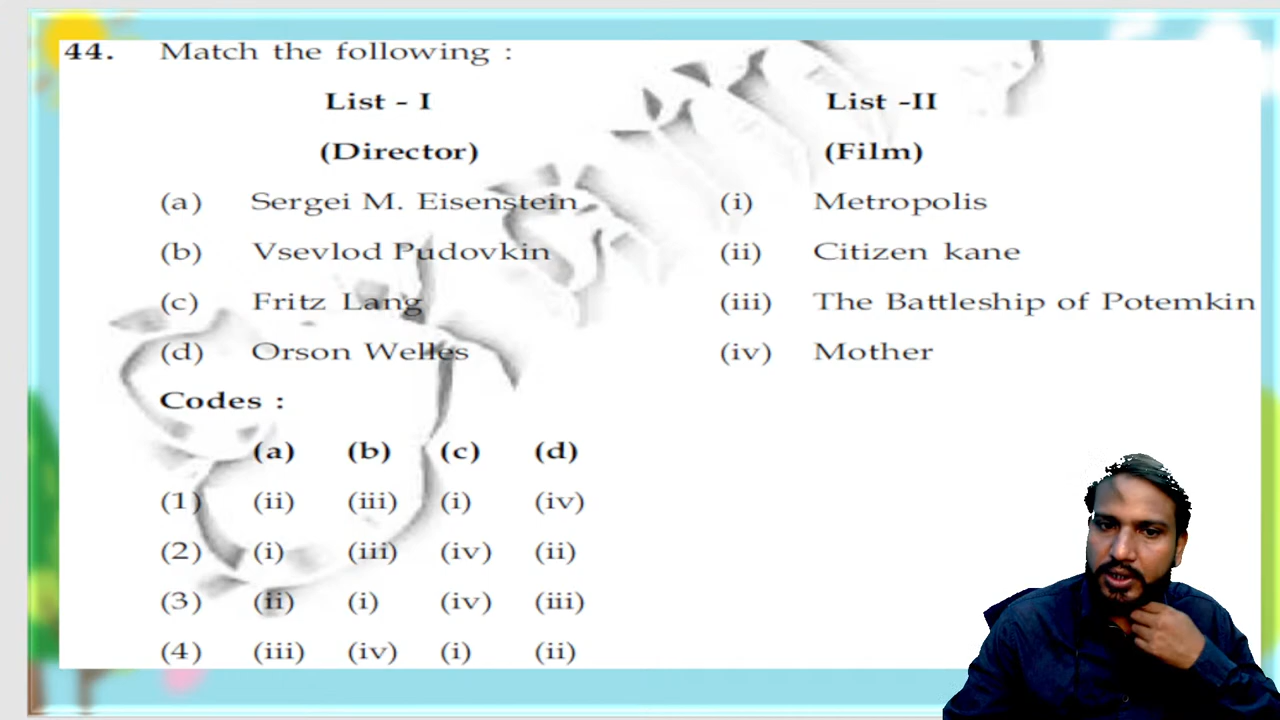 44. Match the following :
List - I List -II
(Director) (Film)
(a) Sergei M. Eisenstein (i) Metropolis
(b) Vsevlod Pudovkin (ii) Citizen kane
(c) Fritz Lang (iii) The Battleship of Potemkin
(d) Orson Welles (iv) Mother
Codes :
(a) (b) (c) (d)
(1) (ii) (iii) (i) (iv)
(2) (i) (iii) (iv) (ii)
(3) (ii) (i) (iv) (iii)
(4) (iii) (iv) (i) (ii)